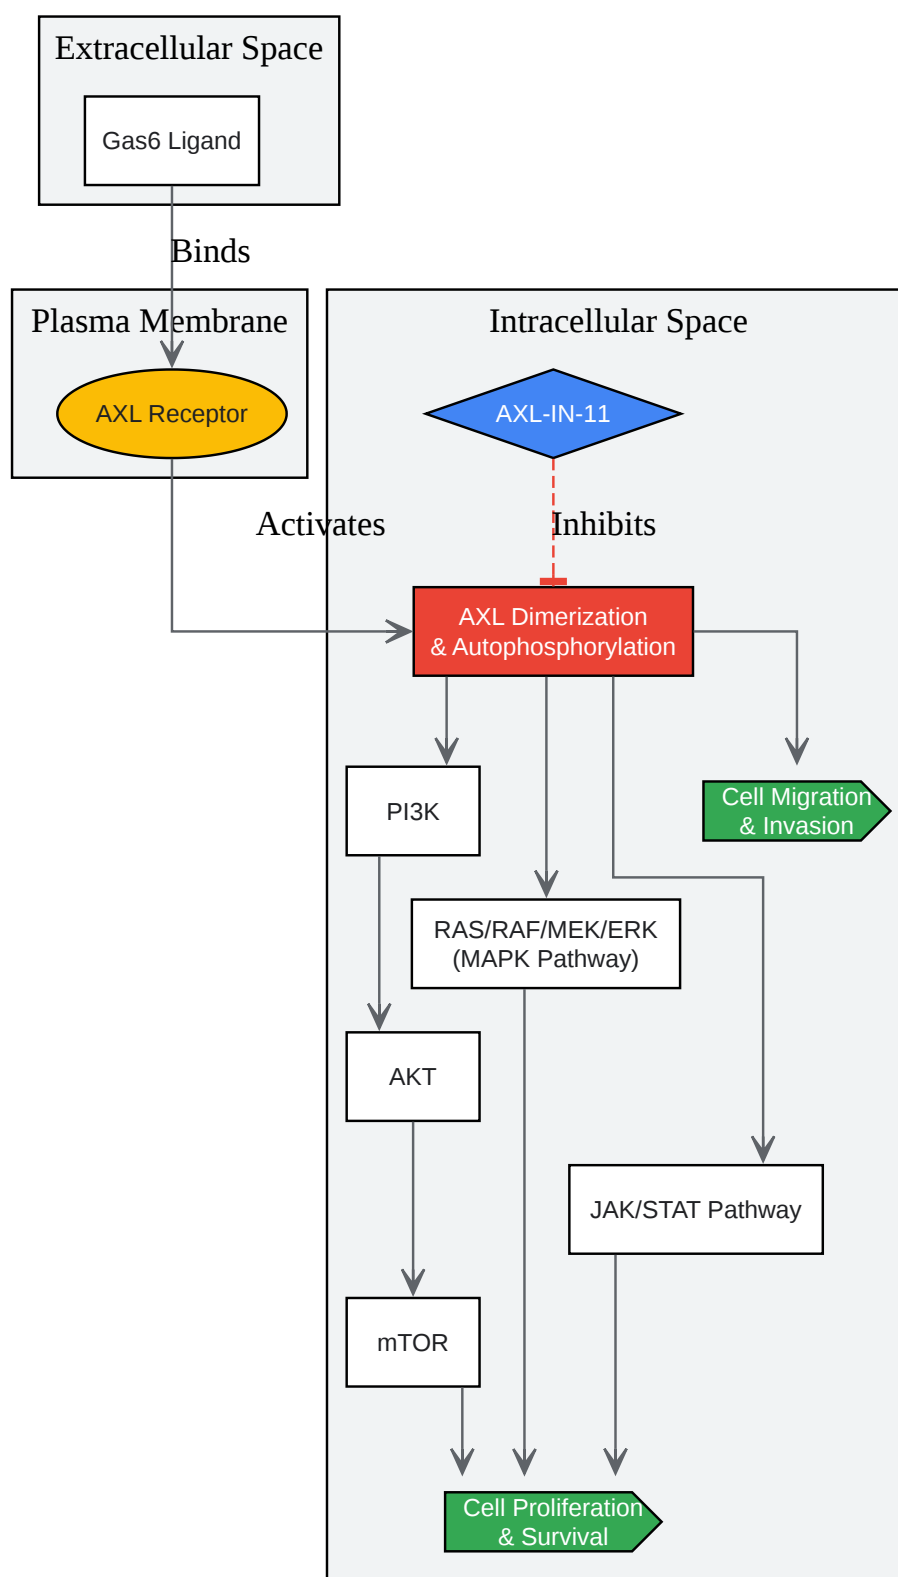 Extracellular Space
Gas6 Ligand
Binds
Plasma Membrane
AXL Receptor
Intracellular Space
AXL-IN-11
Activates
Inhibits
AXL Dimerization
& Autophosphorylation
PI3K
Cell Migration
& Invasion
RAS/RAF/MEK/ERK
(MAPK Pathway)
AKT
JAK/STAT Pathway
mTOR
Cell Proliferation
& Survival